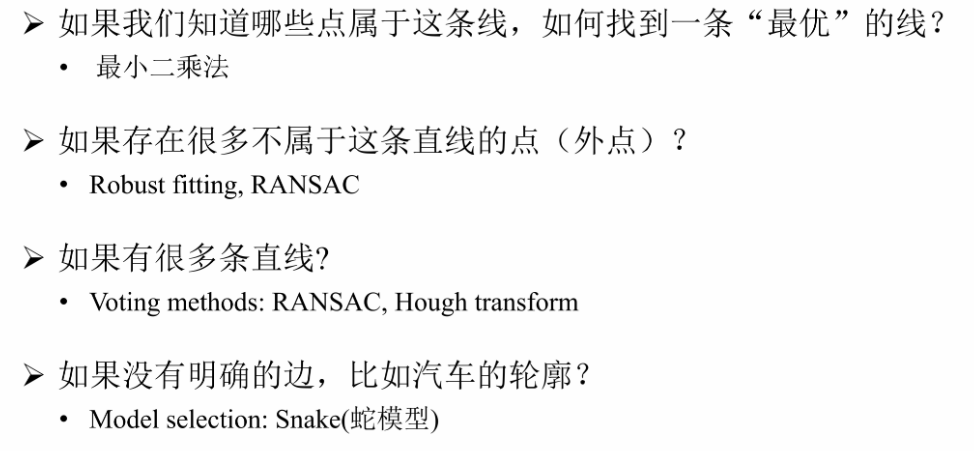 ➢ 如果我们知道哪些点属于这条线，如何找到一条“最优”的线？
• 最小二乘法
➢ 如果存在很多不属于这条直线的点（外点）？
• Robust fitting, RANSAC
➢ 如果有很多条直线?
• Voting methods: RANSAC, Hough transform
➢ 如果没有明确的边，比如汽车的轮廓？
• Model selection: Snake(蛇模型)